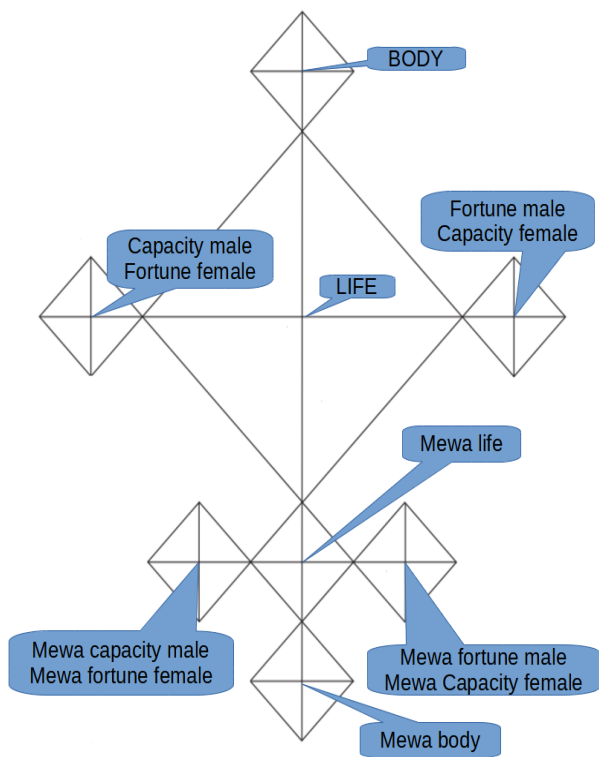 BODY
Fortune male
Capacity female
Capacity male
Fortune female
LIFE
Mewa life
Mewa capacity male
Mewa fortune female
Mewa fortune male
Mewa Capacity female
Mewa body